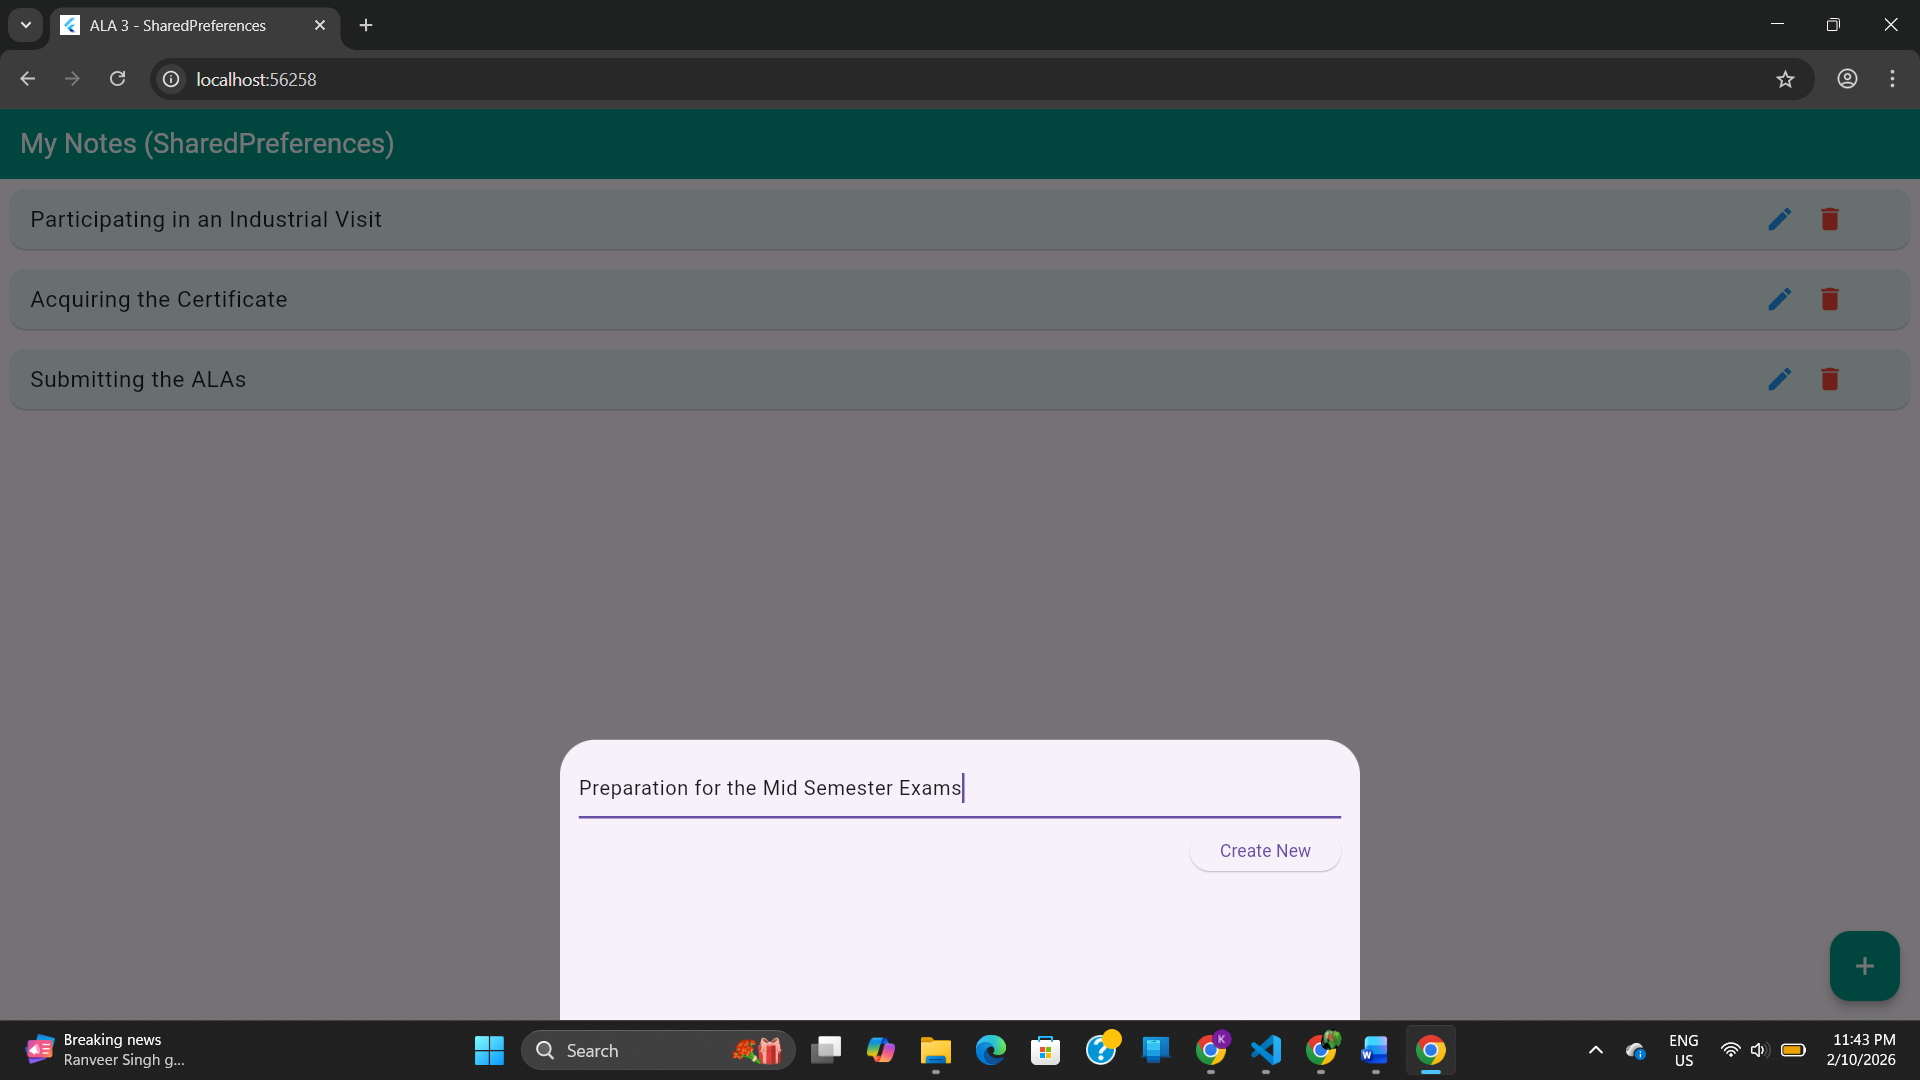 ALA 3 - SharedPreferences
localhost:56258
My Notes (SharedPreferences)
Participating in an Industrial Visit
Acquiring the Certificate
Submitting the ALAs
Preparation for the Mid Semester Exams
Create New
Breaking news
Ranveer Singh g...
Search
K
W
ENG
US
11:43 PM
2/10/2026